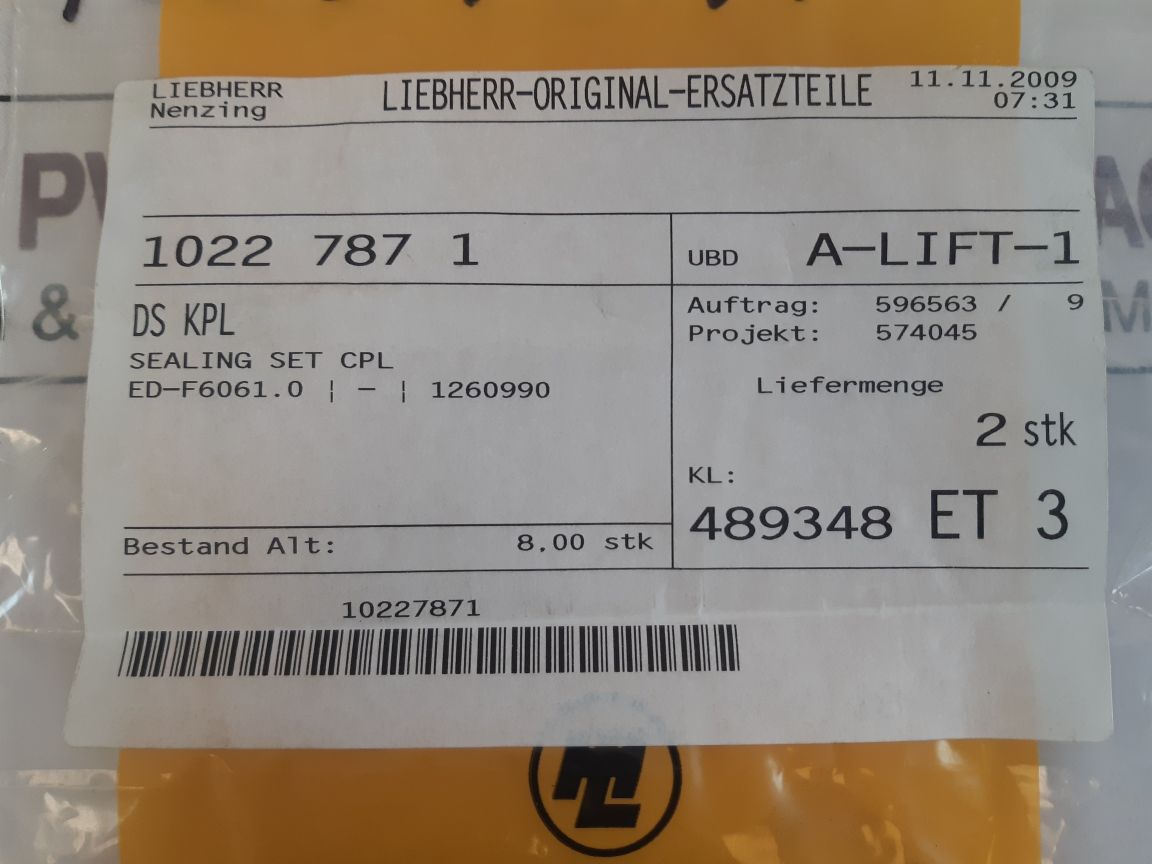 LIEBHERR
Nenzing
LIEBHERR-ORIGINAL-ERSATZTEILE
11.11.2009
07:31
1022 787 1
UBD A-LIFT-1
DS KPL
SEALING SET CPL
ED-F6061.0 ¦ - ¦ 1260990
Auftrag: 596563 / 9
Projekt: 574045
Liefermenge
2 stk
KL:
489348 ET 3
Bestand Alt: 8.00 stk
10227871
&